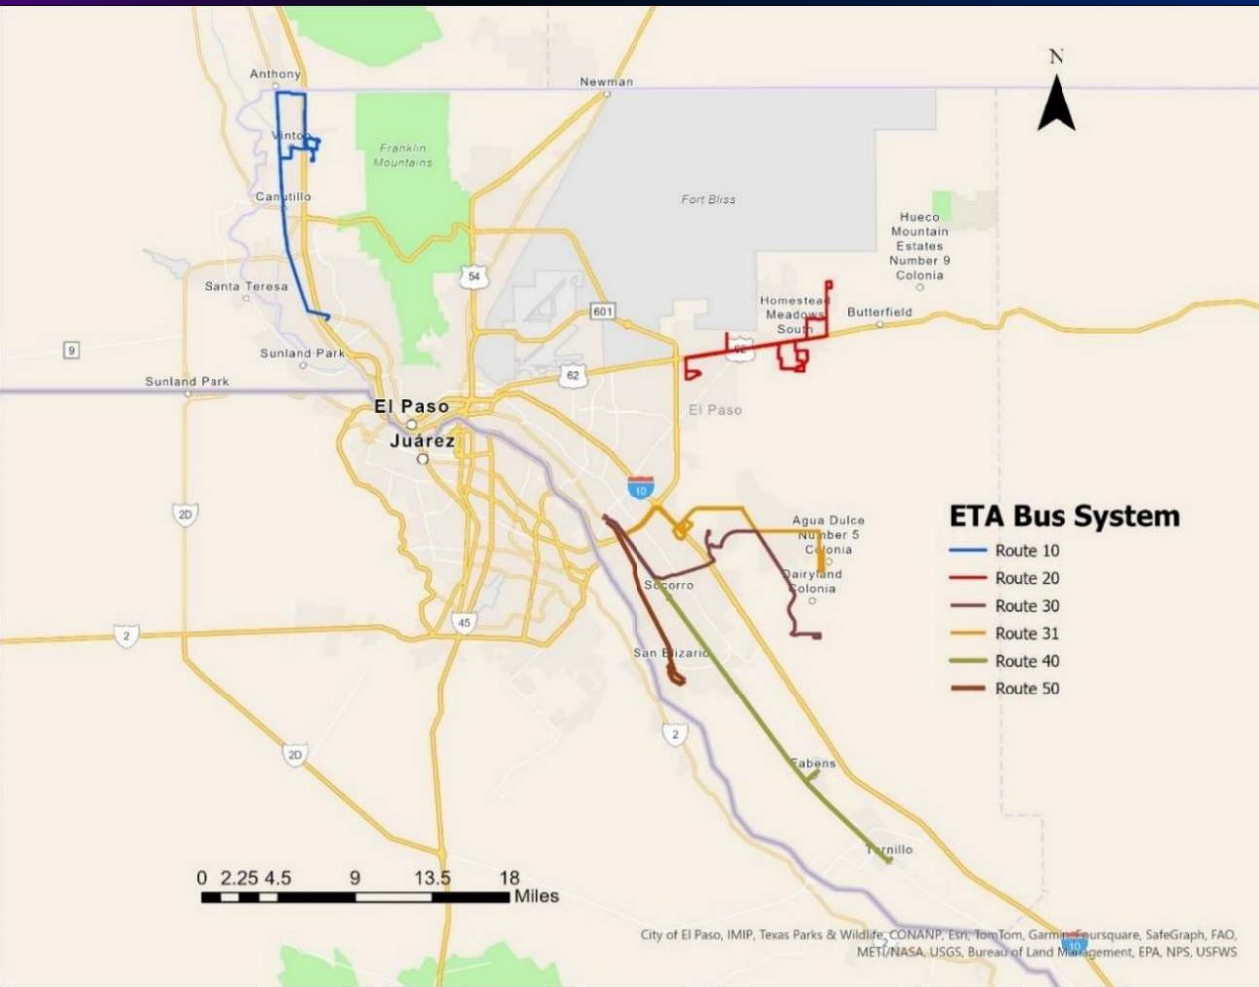 N
Anthony
Newman
Vinton
Franklin
Mountains
Canutillo
Fort Bliss
Hueco
Mountain
Estates
Number 9
Colonia
54
Santa Teresa
601
Homestead
Meadows
South
Butterfield
9
Sunland Park
62
62
Sunland Park
El Paso
El Paso
Juárez
10
2D
Agua Dulce
Number 5
Colonia
Dairyland
Colonia
Socorro
45
2
San Elizario
2
2D
Fabens
Tornillo
ETA Bus System
Route 10
Route 20
Route 30
Route 31
Route 40
Route 50
0 2.25 4.5 9 13.5 18
Miles
City of El Paso, IMIP, Texas Parks & Wildlife, CONANP, Esri, TomTom, Garmin, Foursquare, SafeGraph, FAO,
METI/NASA, USGS, Bureau of Land Management, EPA, NPS, USFWS
2
10